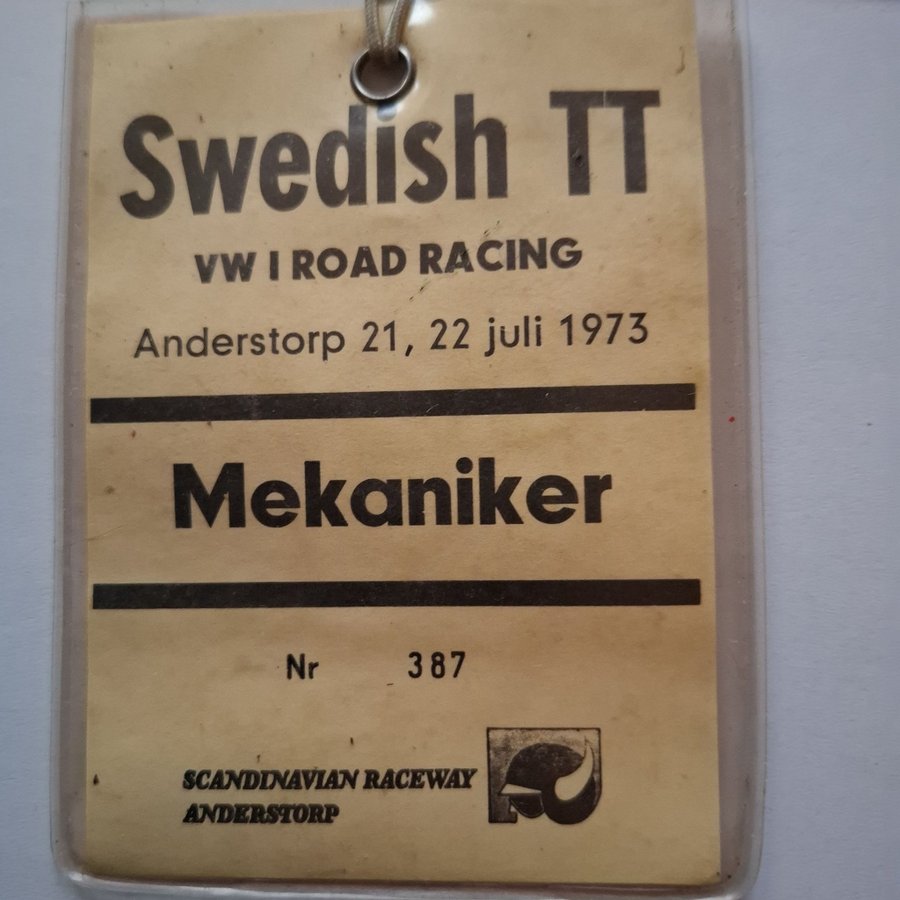 Swedish TT
VW I ROAD RACING
Anderstorp 21, 22 juli 1973
Mekaniker
Nr 387
SCANDINAVIAN RACEWAY
ANDERSTORP